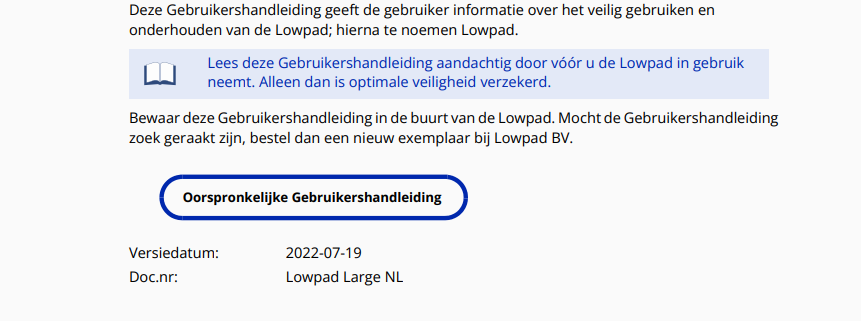 Deze Gebruikershandleiding geeft de gebruiker informatie over het veilig gebruiken en
onderhouden van de Lowpad; hierna te noemen Lowpad.
Lees deze Gebruikershandleiding aandachtig door vóór u de Lowpad in gebruik
neemt. Alleen dan is optimale veiligheid verzekerd.
Bewaar deze Gebruikershandleiding in de buurt van de Lowpad. Mocht de Gebruikershandleiding
zoek geraakt zijn, bestel dan een nieuw exemplaar bij Lowpad BV.
Oorspronkelijke Gebruikershandleiding
Versiedatum: 2022-07-19
Doc.nr: Lowpad Large NL